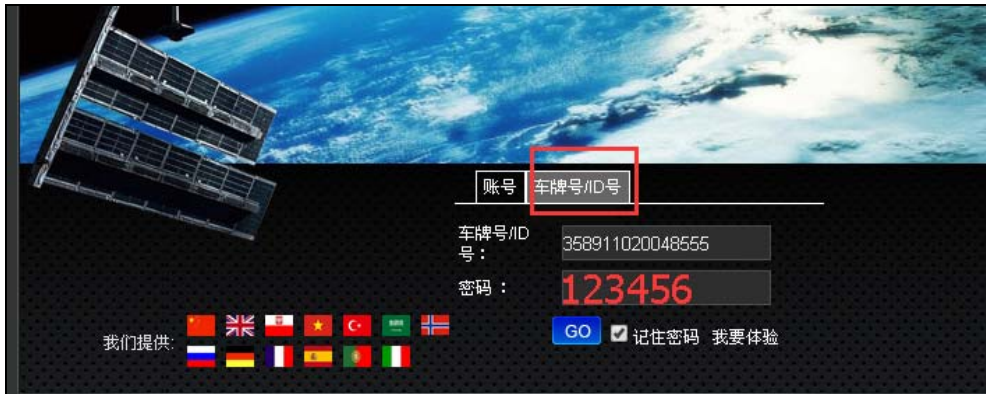 账号 车牌号/ID号
车牌号/ID
号：
358911020048555
密码：
123456
GO 记住密码 我要体验
我们提供: